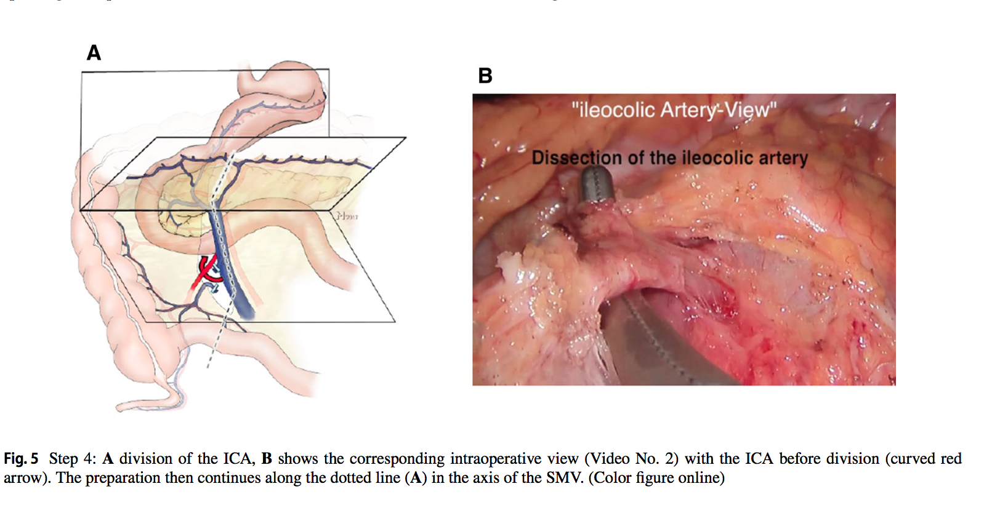 A
B
"ileocolic Artery-View"
Dissection of the ileocolic artery
Fig. 5 Step 4: A division of the ICA, B shows the corresponding intraoperative view (Video No. 2) with the ICA before division (curved red
arrow). The preparation then continues along the dotted line (A) in the axis of the SMV. (Color figure online)